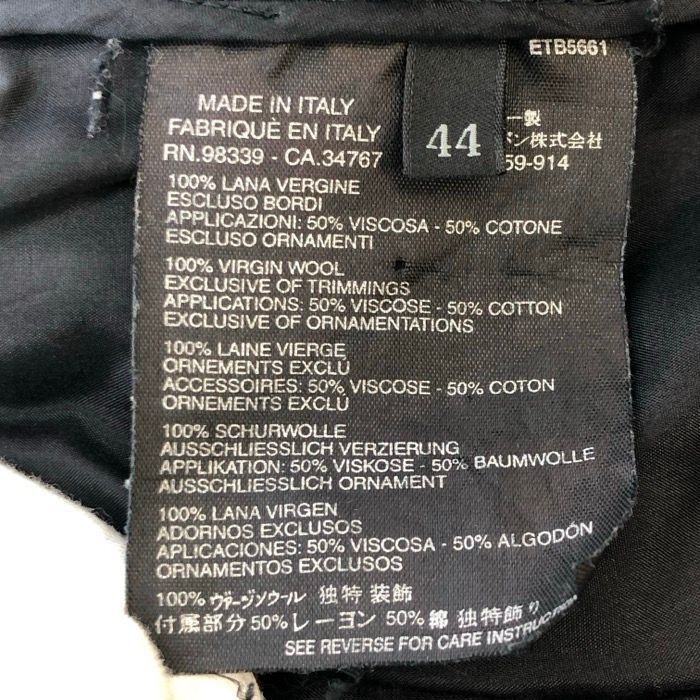 ETB5661
MADE IN ITALY
FABRIQUÈ EN ITALY
RN.98339 - CA.34767
44
ー製
パン株式会社
59-914
100% LANA VERGINE
ESCLUSO BORDI
APPLICAZIONI: 50% VISCOSA - 50% COTONE
ESCLUSO ORNAMENTI
100% VIRGIN WOOL
EXCLUSIVE OF TRIMMINGS
APPLICATIONS: 50% VISCOSE - 50% COTTON
EXCLUSIVE OF ORNAMENTATIONS
100% LAINE VIERGE
ORNEMENTS EXCLÙ
ACCESSOIRES: 50% VISCOSE - 50% COTON
ORNEMENTS EXCLÙ
100% SCHURWOLLE
AUSSCHLIESSLICH VERZIERUNG
APPLIKATION: 50% VISKOSE - 50% BAUMWOLLE
AUSSCHLIESSLICH ORNAMENT
100% LANA VIRGEN
ADORNOS EXCLUSOS
APLICACIONES: 50% VISCOSA - 50% ALGODÓN
ORNAMENTOS EXCLUSOS
100% ヴァージンウール 独特 装飾
付属部分 50% レーヨン 50% 綿 独特飾り
SEE REVERSE FOR CARE INSTRUCTION